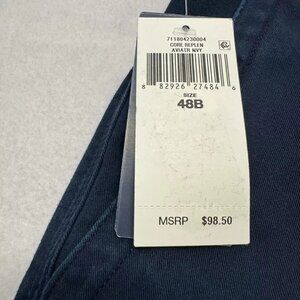 711804230004
CORE REPLEN
AVIATR NVY
8 82926 27484 6
SIZE
48B
MSRP $98.50